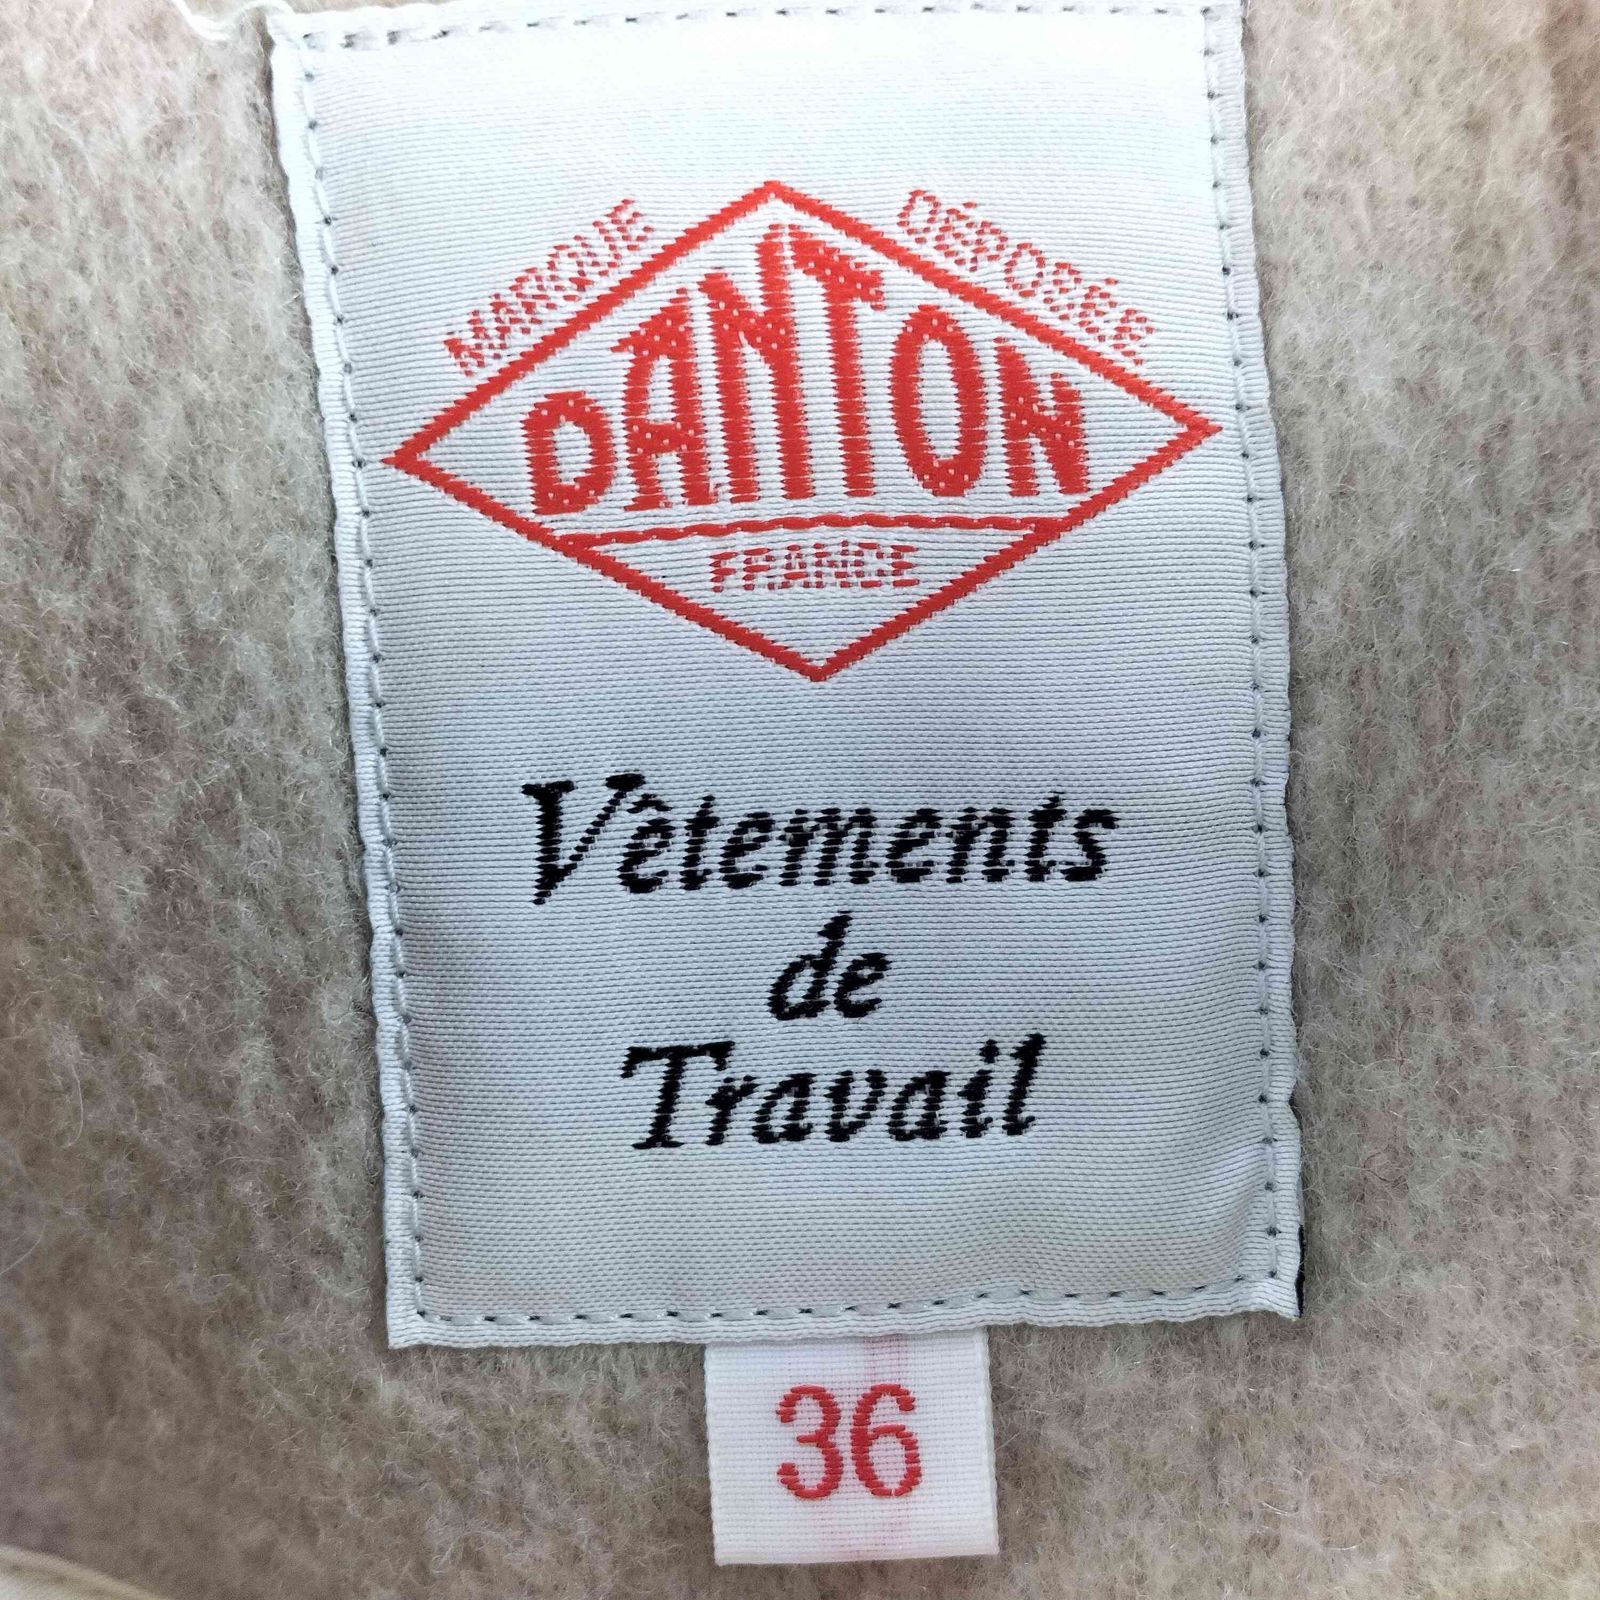 MARQUE DÉPOSÉE
DANTON
FRANCE
Vêtements
de
Travail
36